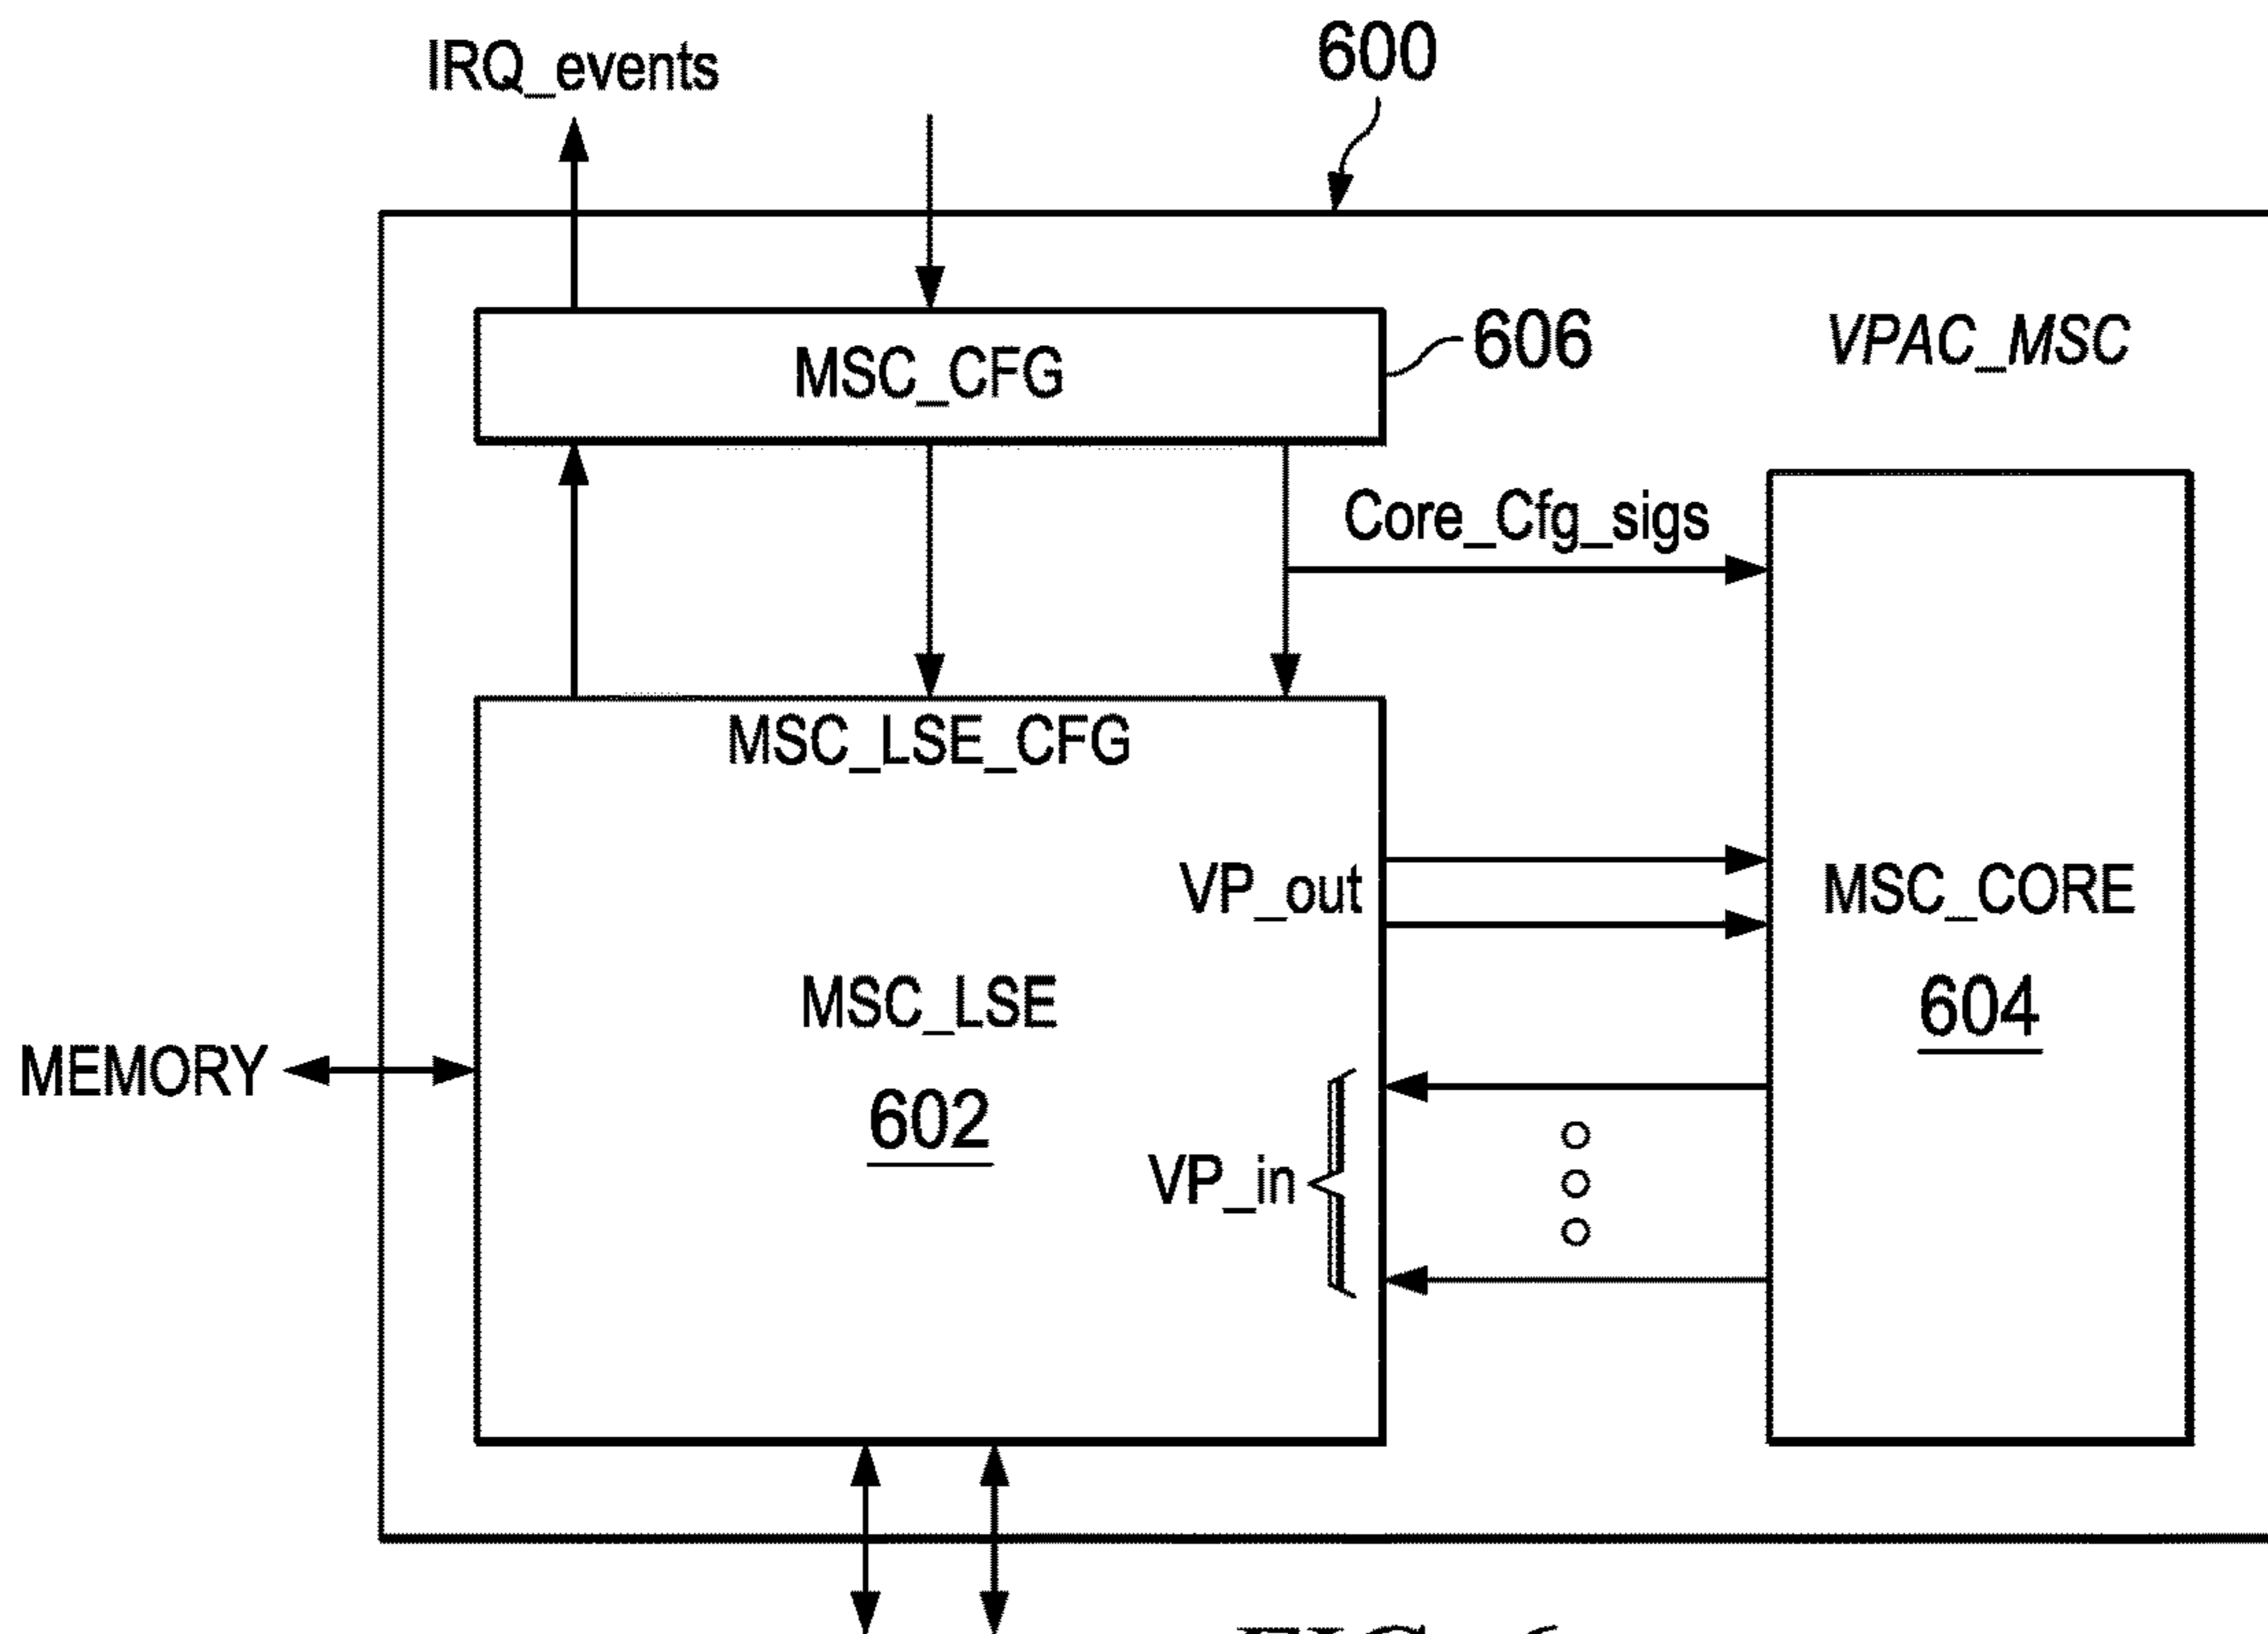 600
IRQ_events
606
VPAC_MSC
MSC_CFG
Core_Cfg_sigs
MSC_LSE_CFG
VP_out
MSC_CORE
604
MSC_LSE
602
MEMORY
VP_in